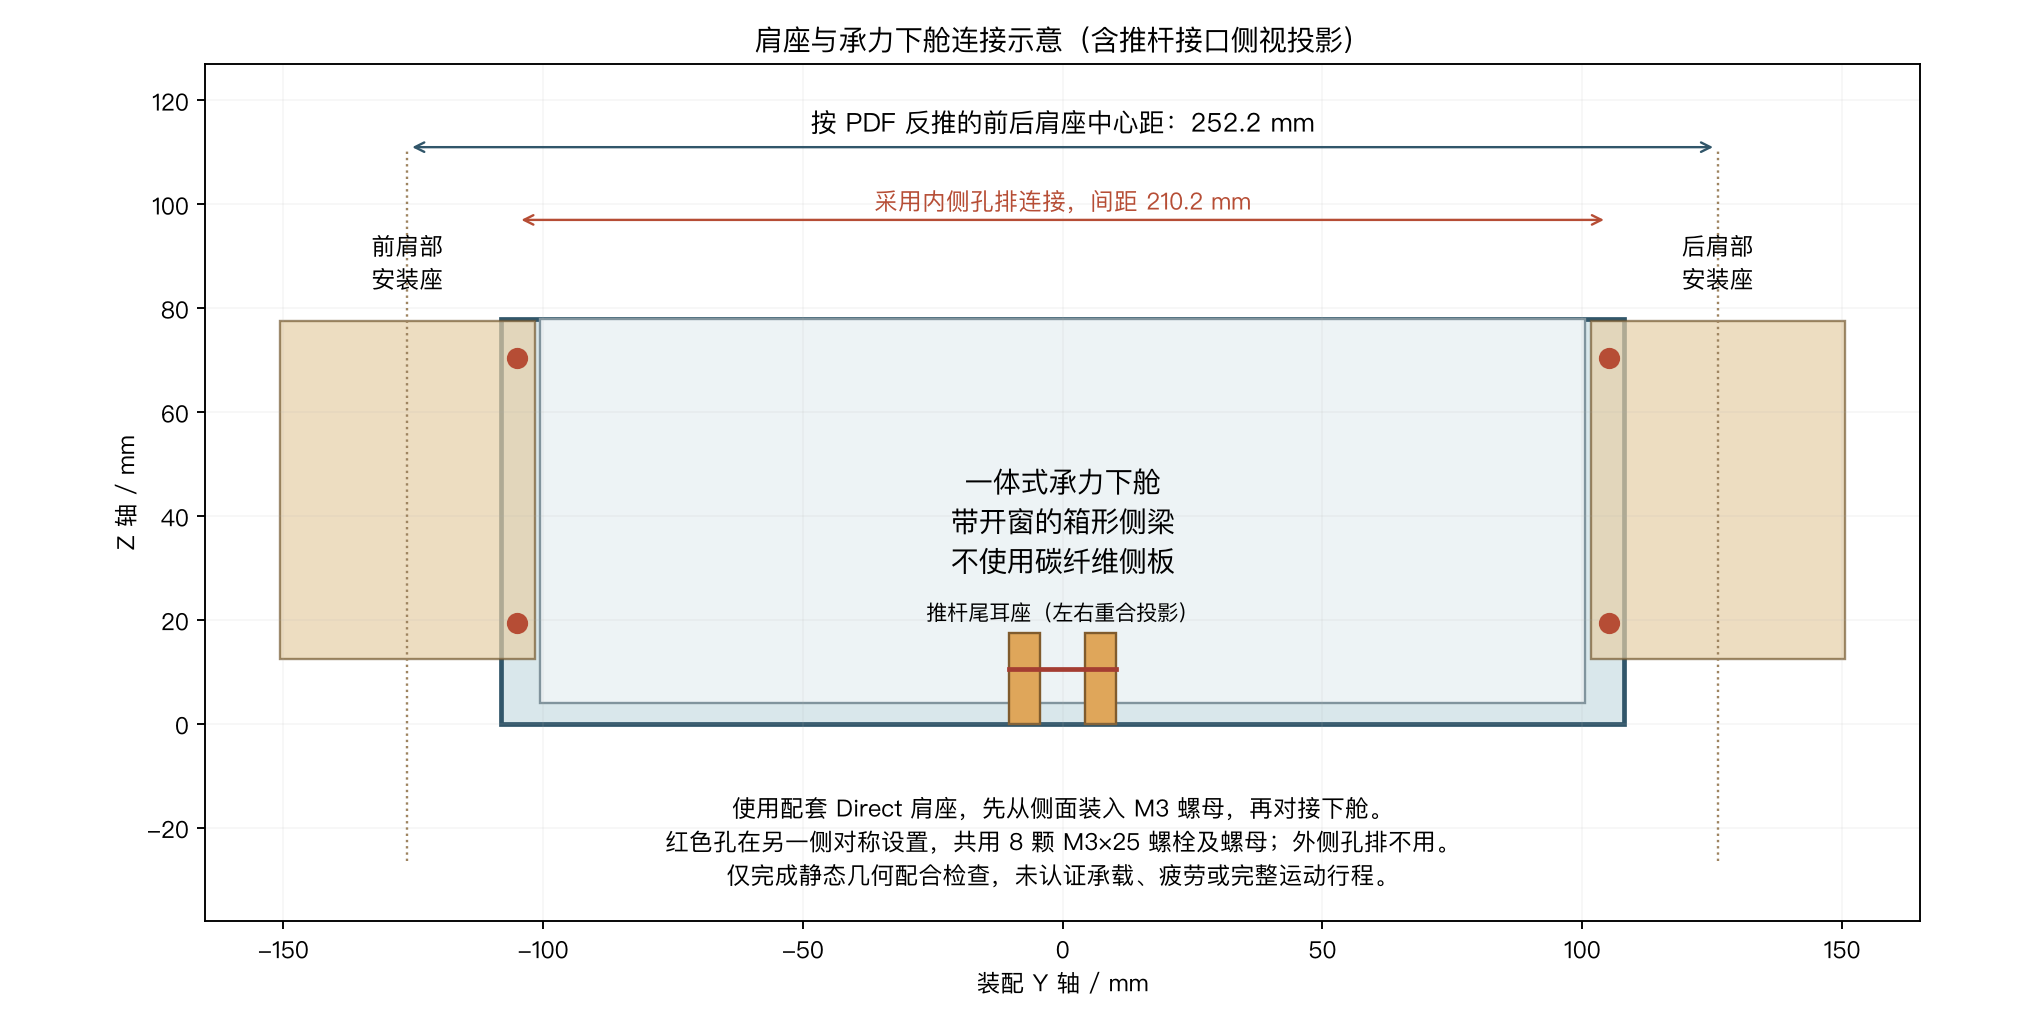 肩座与承力下舱连接示意（含推杆接口侧视投影）
120
100
80
60
40
20
0
−20
Z 轴 / mm
按 PDF 反推的前后肩座中心距：252.2 mm
采用内侧孔排连接，间距 210.2 mm
前肩部
安装座
后肩部
安装座
一体式承力下舱
带开窗的箱形侧梁
不使用碳纤维侧板
推杆尾耳座（左右重合投影）
使用配套 Direct 肩座，先从侧面装入 M3 螺母，再对接下舱。
红色孔在另一侧对称设置，共用 8 颗 M3×25 螺栓及螺母；外侧孔排不用。
仅完成静态几何配合检查，未认证承载、疲劳或完整运动行程。
−150
−100
−50
0
50
100
150
装配 Y 轴 / mm